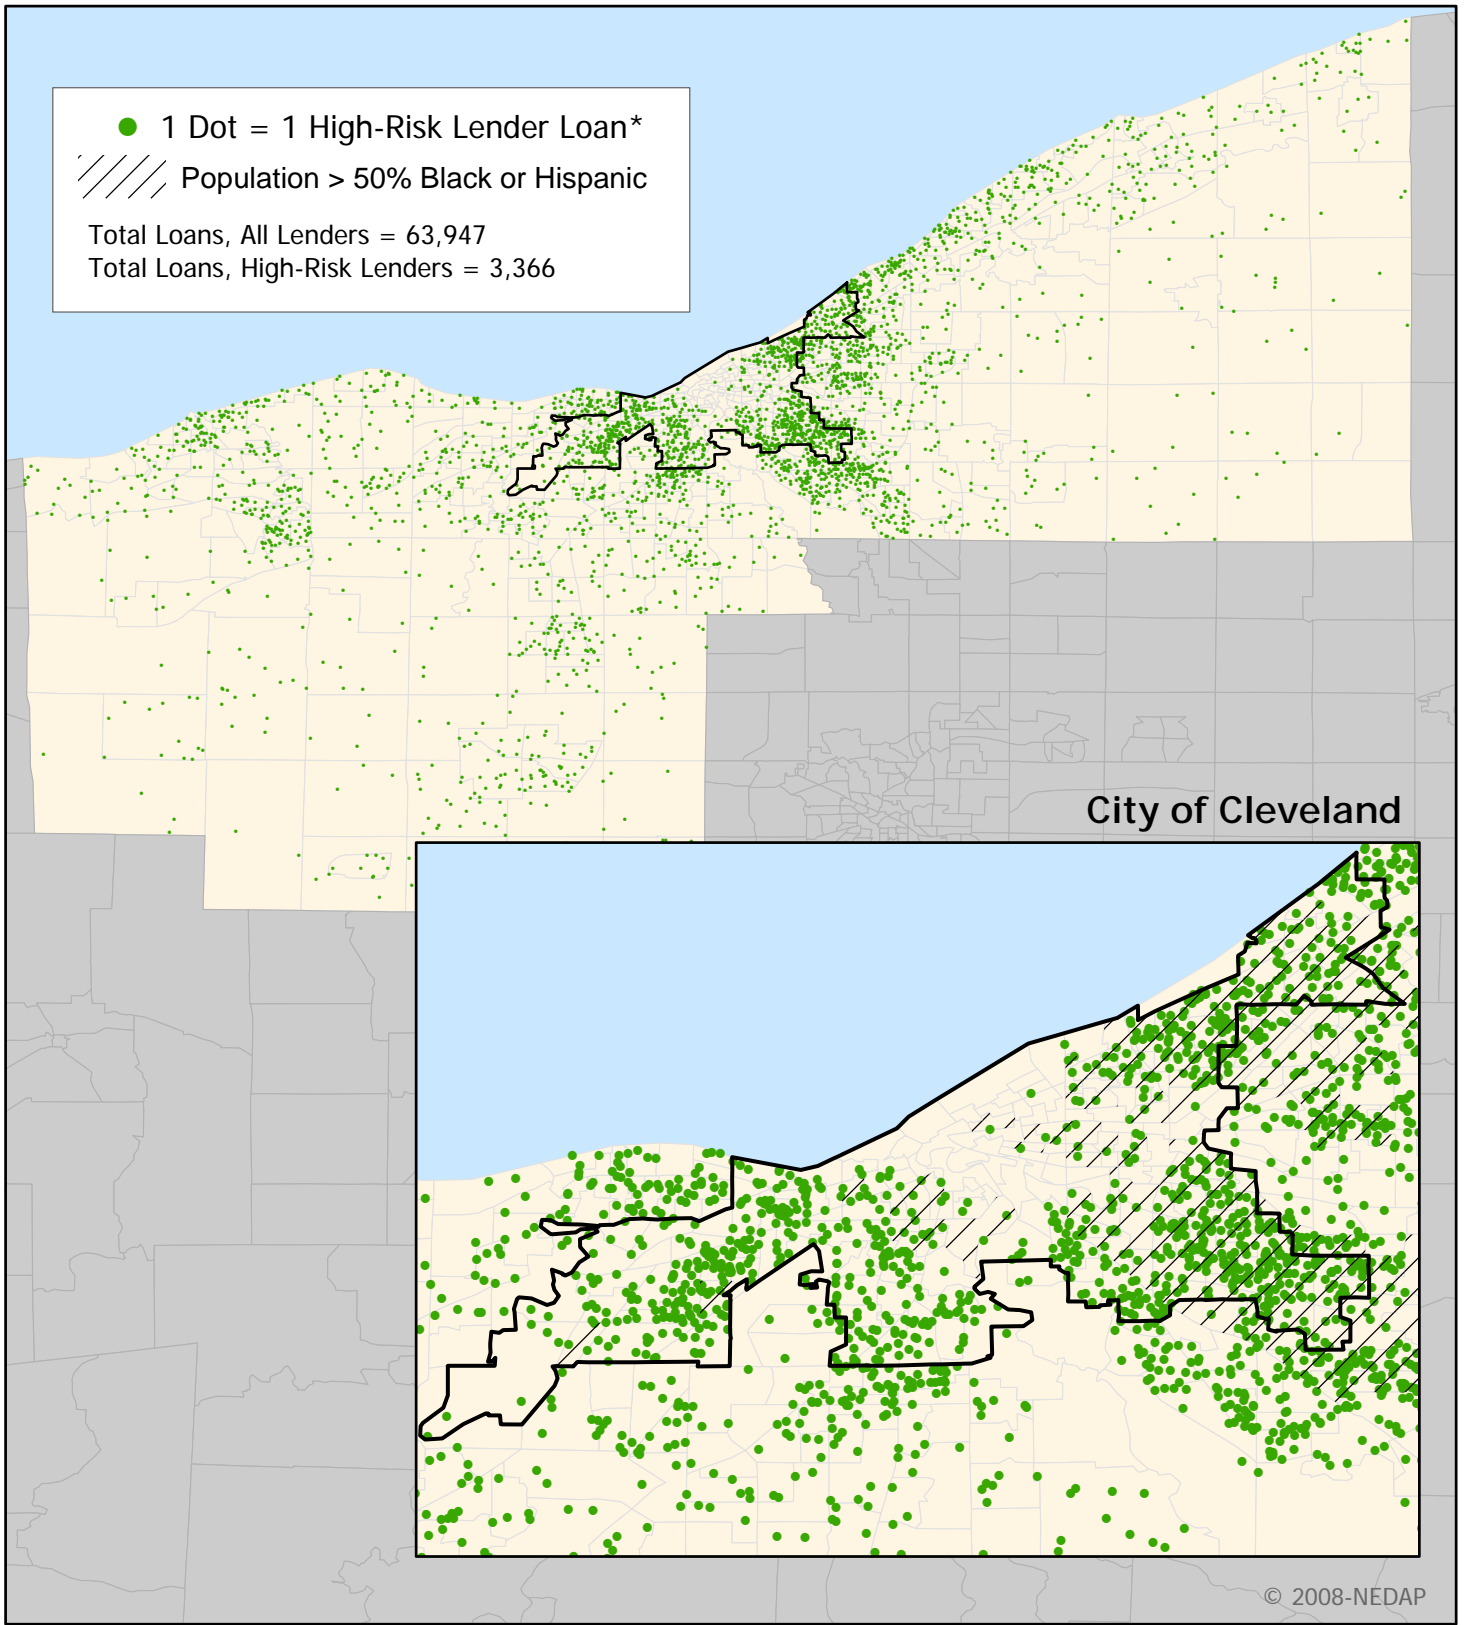 1 Dot = 1 High-Risk Lender Loan*
Population > 50% Black or Hispanic
Total Loans, All Lenders = 63,947
Total Loans, High-Risk Lenders = 3,366
City of Cleveland
© 2008-NEDAP